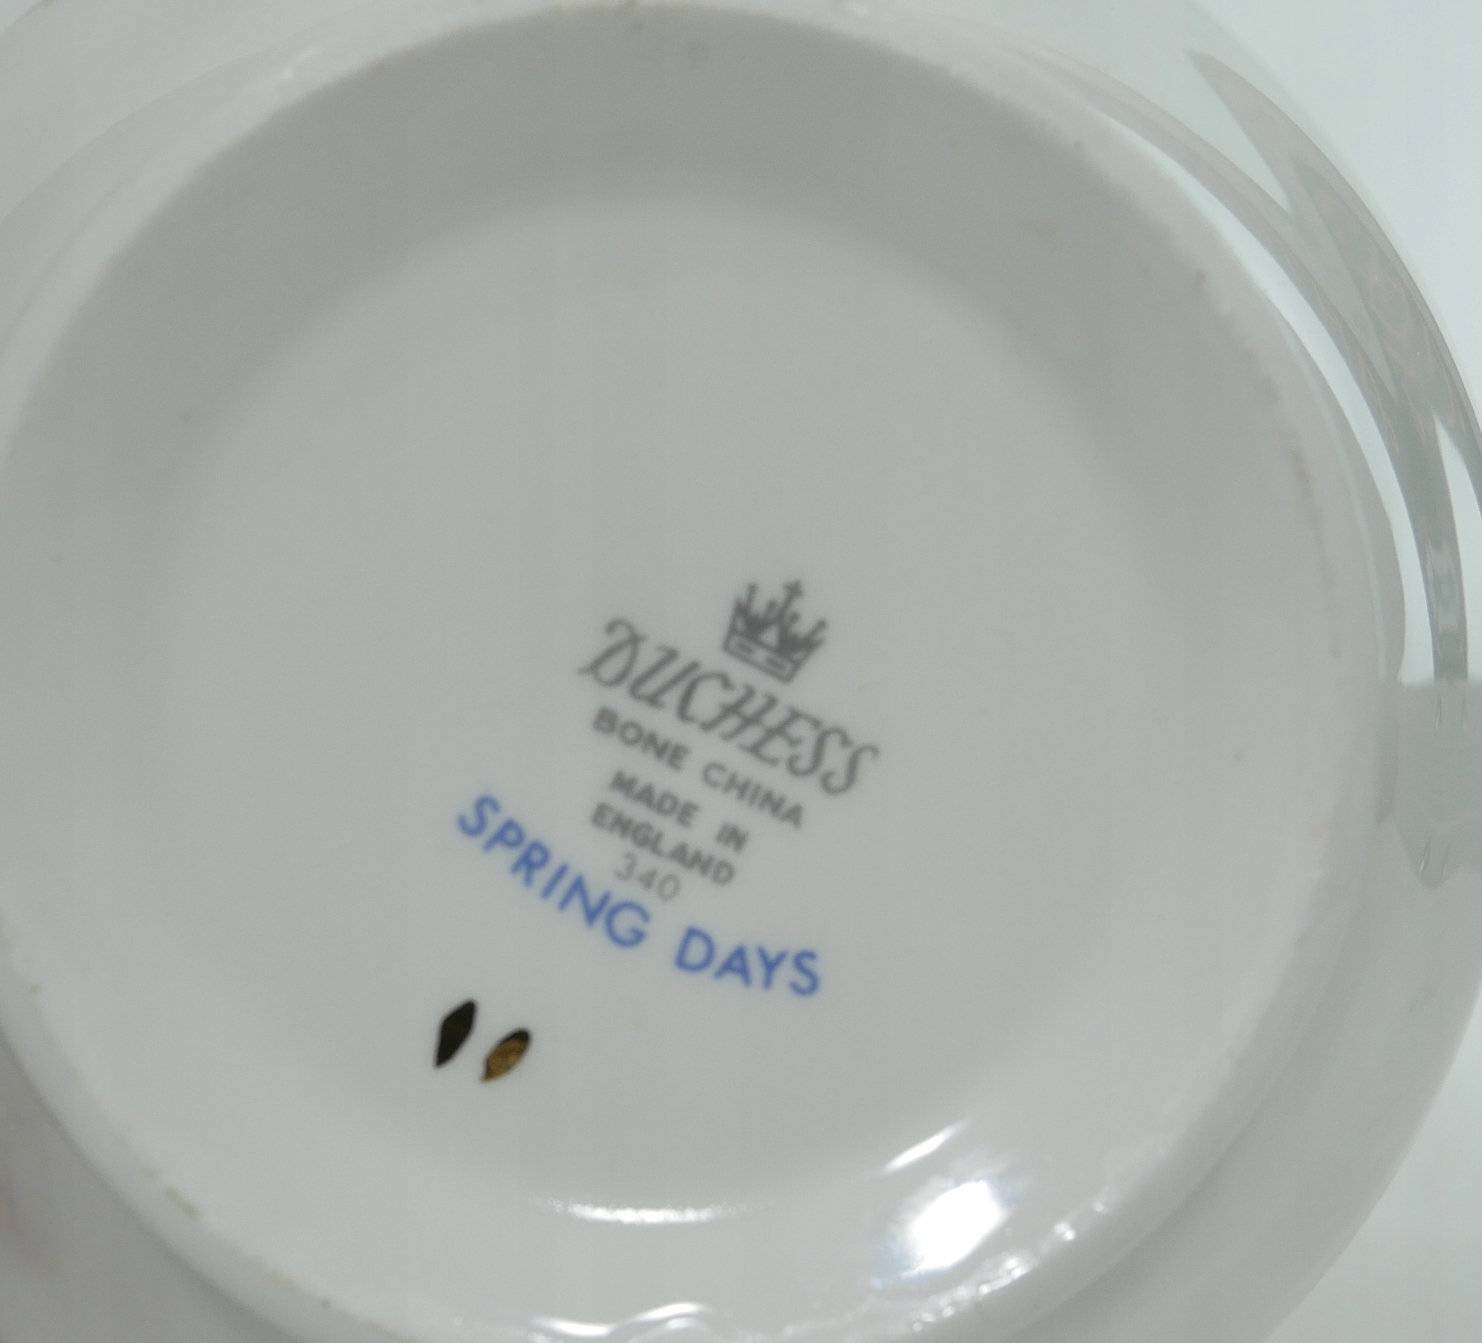 DUCHESS
BONE CHINA
MADE IN
ENGLAND
340
SPRING DAYS